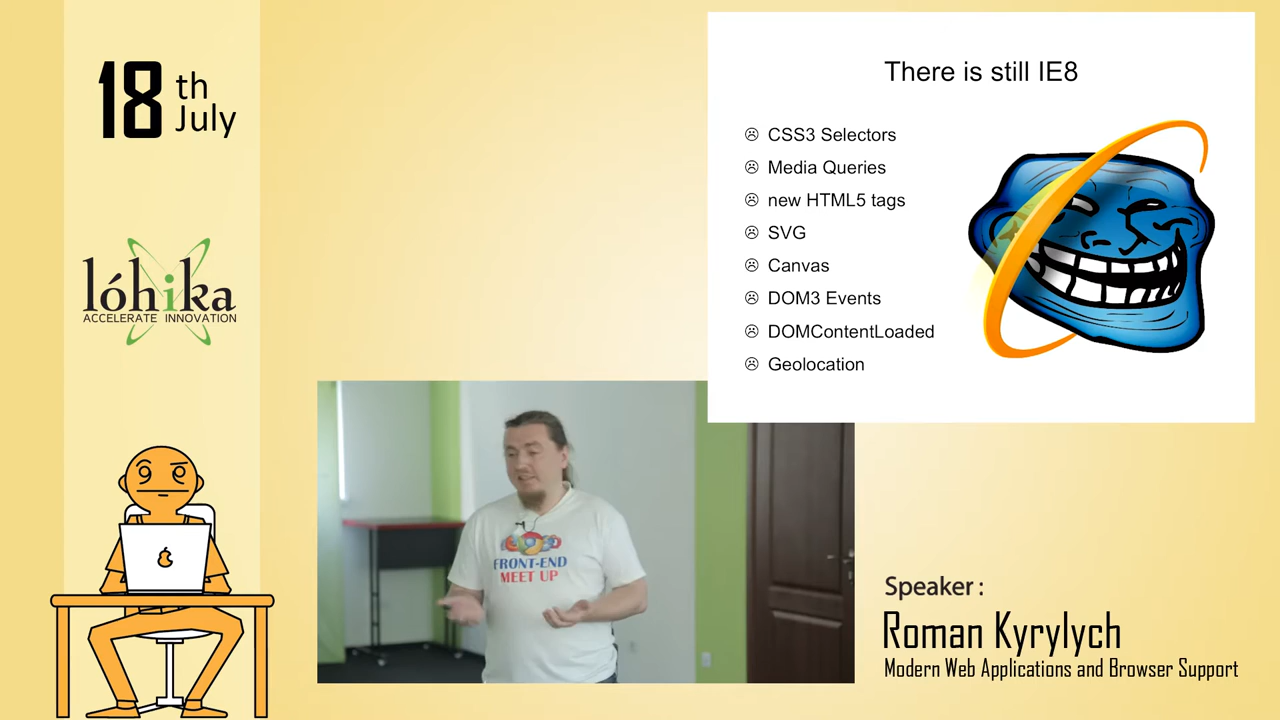 18 th
July
lóhika
ACCELERATE INNOVATION
There is still IE8
☹ CSS3 Selectors
☹ Media Queries
☹ new HTML5 tags
☹ SVG
☹ Canvas
☹ DOM3 Events
☹ DOMContentLoaded
☹ Geolocation
FRONT-END
MEET UP
Speaker :
Roman Kyrylych
Modern Web Applications and Browser Support